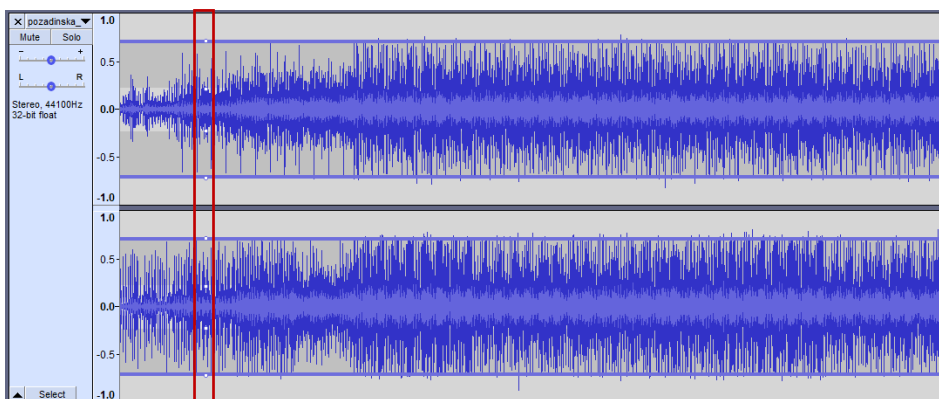 × pozadinska_
Mute Solo
- +
L R
Stereo, 44100Hz
32-bit float
1.0
0.5-
0.0-
-0.5-
-1.0
1.0
0.5-
0.0-
-0.5-
-1.0
Select